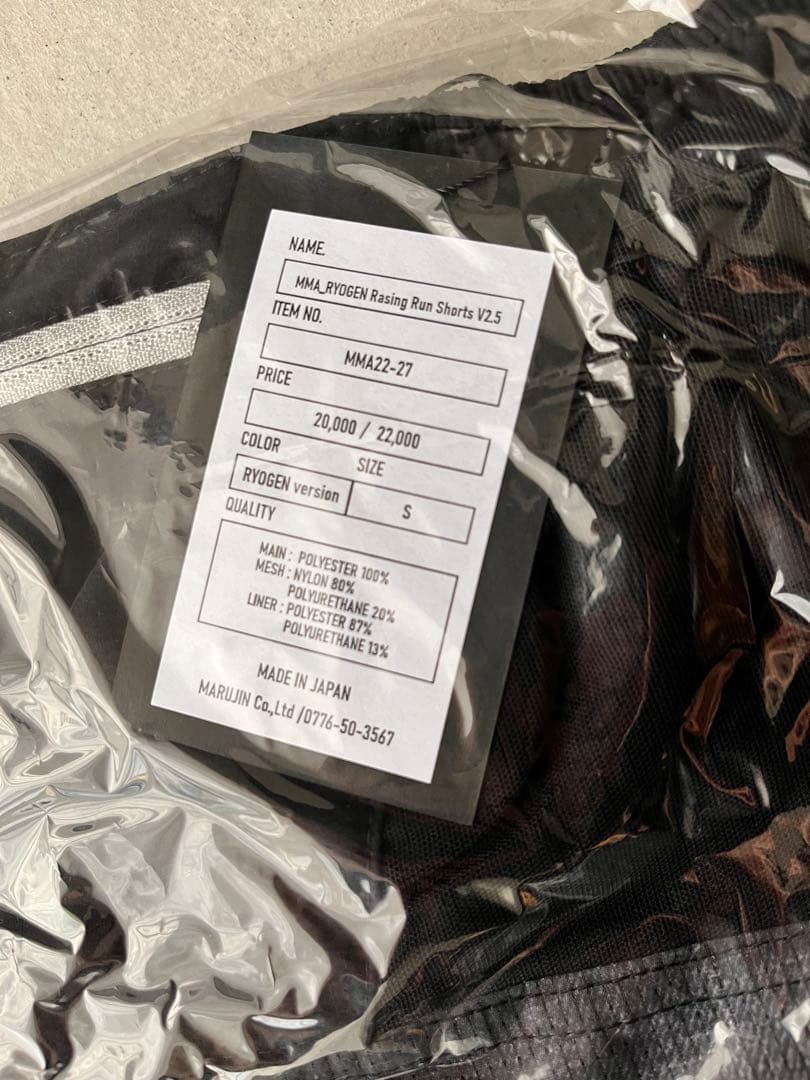 NAME.
MMA_RYOGEN Rasing Run Shorts V2.5
ITEM NO.
MMA22-27
PRICE
20,000 / 22,000
COLOR SIZE
RYOGEN version S
QUALITY
MAIN : POLYESTER 100%
MESH : NYLON 80%
POLYURETHANE 20%
LINER : POLYESTER 87%
POLYURETHANE 13%
MADE IN JAPAN
MARUJIN Co.,Ltd /0776-50-3567